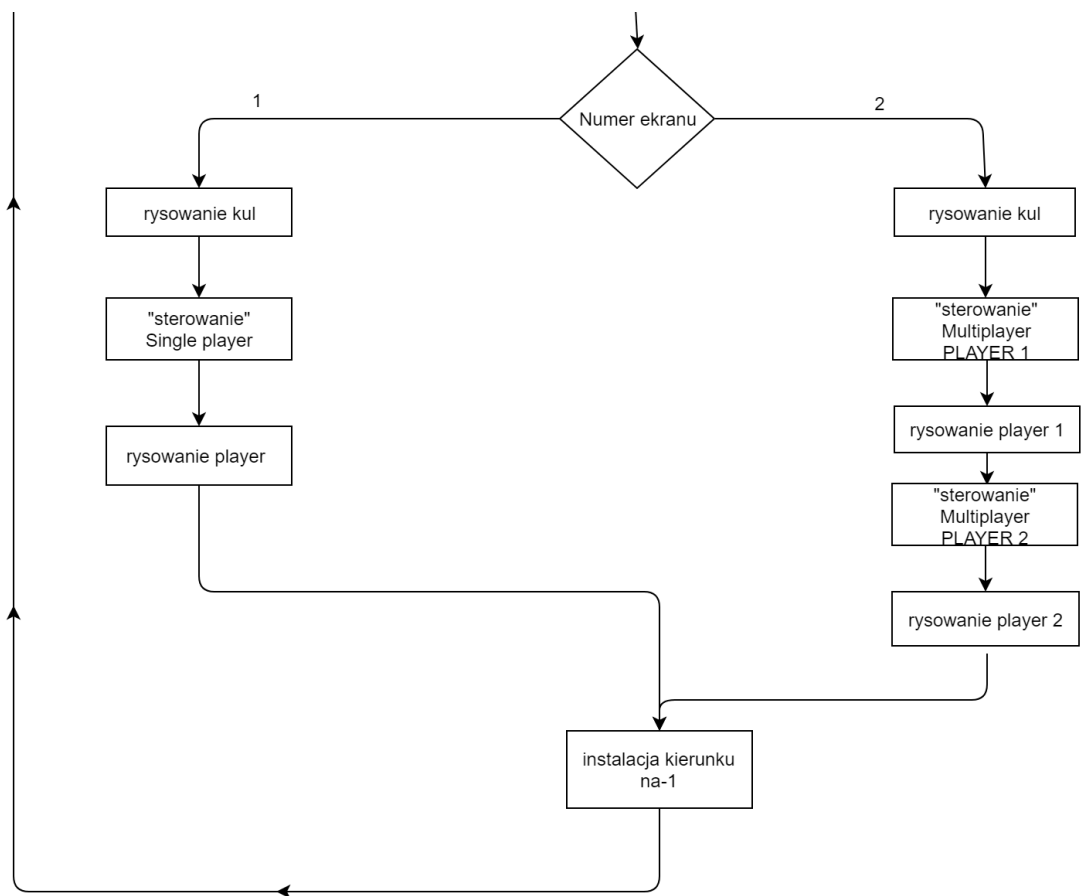 1
2
Numer ekranu
rysowanie kul
"sterowanie"
Single player
rysowanie player
rysowanie kul
"sterowanie"
Multiplayer
PLAYER 1
rysowanie player 1
"sterowanie"
Multiplayer
PLAYER 2
rysowanie player 2
instalacja kierunku
na-1